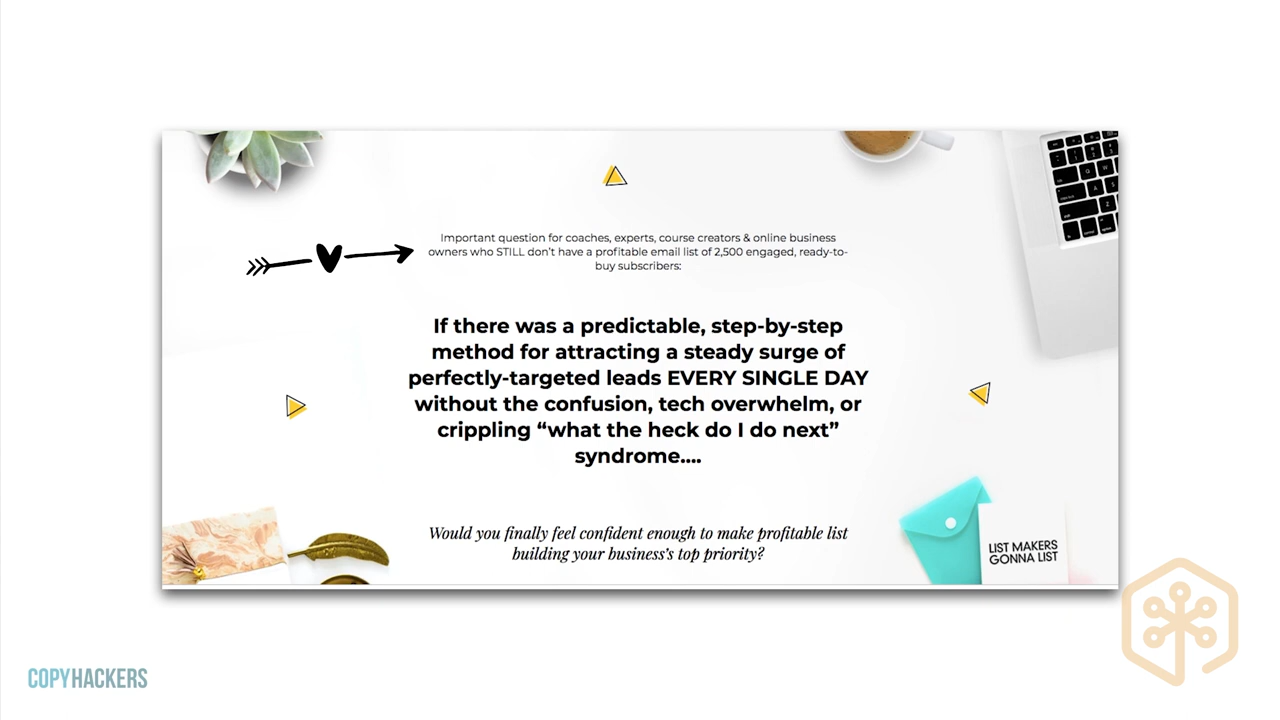 Important question for coaches, experts, course creators & online business
owners who STILL don't have a profitable email list of 2,500 engaged, ready-to-
buy subscribers:
If there was a predictable, step-by-step
method for attracting a steady surge of
perfectly-targeted leads EVERY SINGLE DAY
without the confusion, tech overwhelm, or
crippling “what the heck do I do next”
syndrome....
Would you finally feel confident enough to make profitable list
building your business's top priority?
LIST MAKERS
GONNA LIST
COPYHACKERS